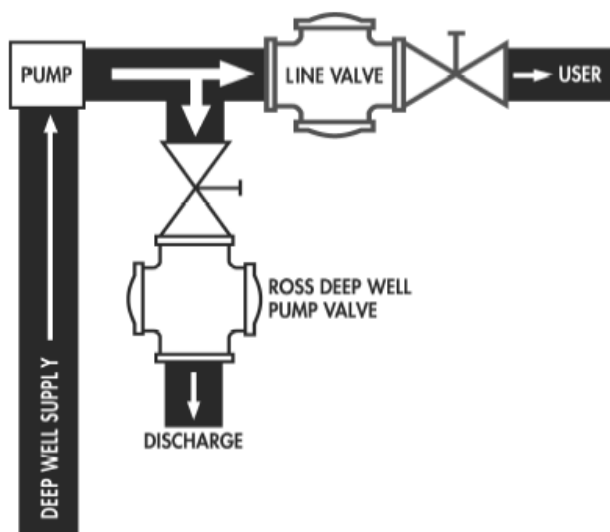 PUMP
LINE VALVE
USER
ROSS DEEP WELL
PUMP VALVE
DEEP WELL SUPPLY
DISCHARGE